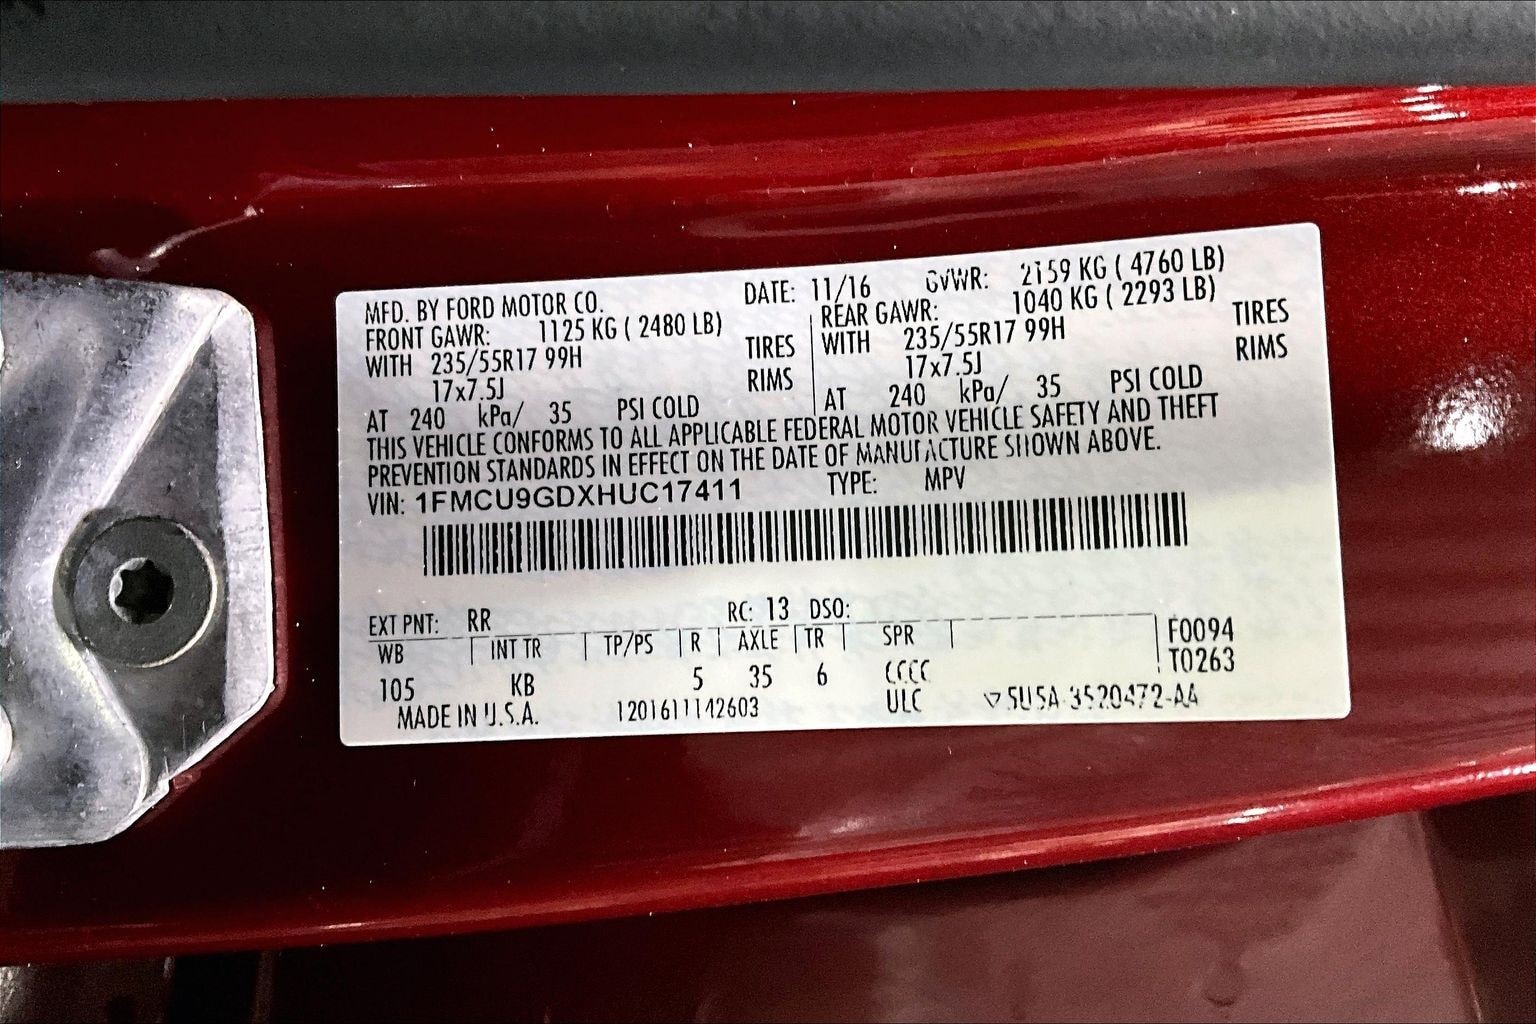 MFD. BY FORD MOTOR CO. DATE: 11/16 GVWR: 2159 KG ( 4760 LB)
FRONT GAWR: 1125 KG ( 2480 LB) REAR GAWR: 1040 KG ( 2293 LB)
WITH 235/55R17 99H TIRES WITH 235/55R17 99H TIRES
17x7.5J RIMS 17x7.5J RIMS
AT 240 kPa/ 35 PSI COLD AT 240 kPa/ 35 PSI COLD
THIS VEHICLE CONFORMS TO ALL APPLICABLE FEDERAL MOTOR VEHICLE SAFETY AND THEFT
PREVENTION STANDARDS IN EFFECT ON THE DATE OF MANUFACTURE SHOWN ABOVE.
VIN: 1FMCU9GDXHUC17411 TYPE: MPV
EXT PNT: RR RC: 13 DSO:
WB INT TR TP/PS R AXLE TR SPR F0094
105 KB 5 35 6 CCCC T0263
MADE IN U.S.A. 1201611142603 ULC 5U5A-3520472-AA